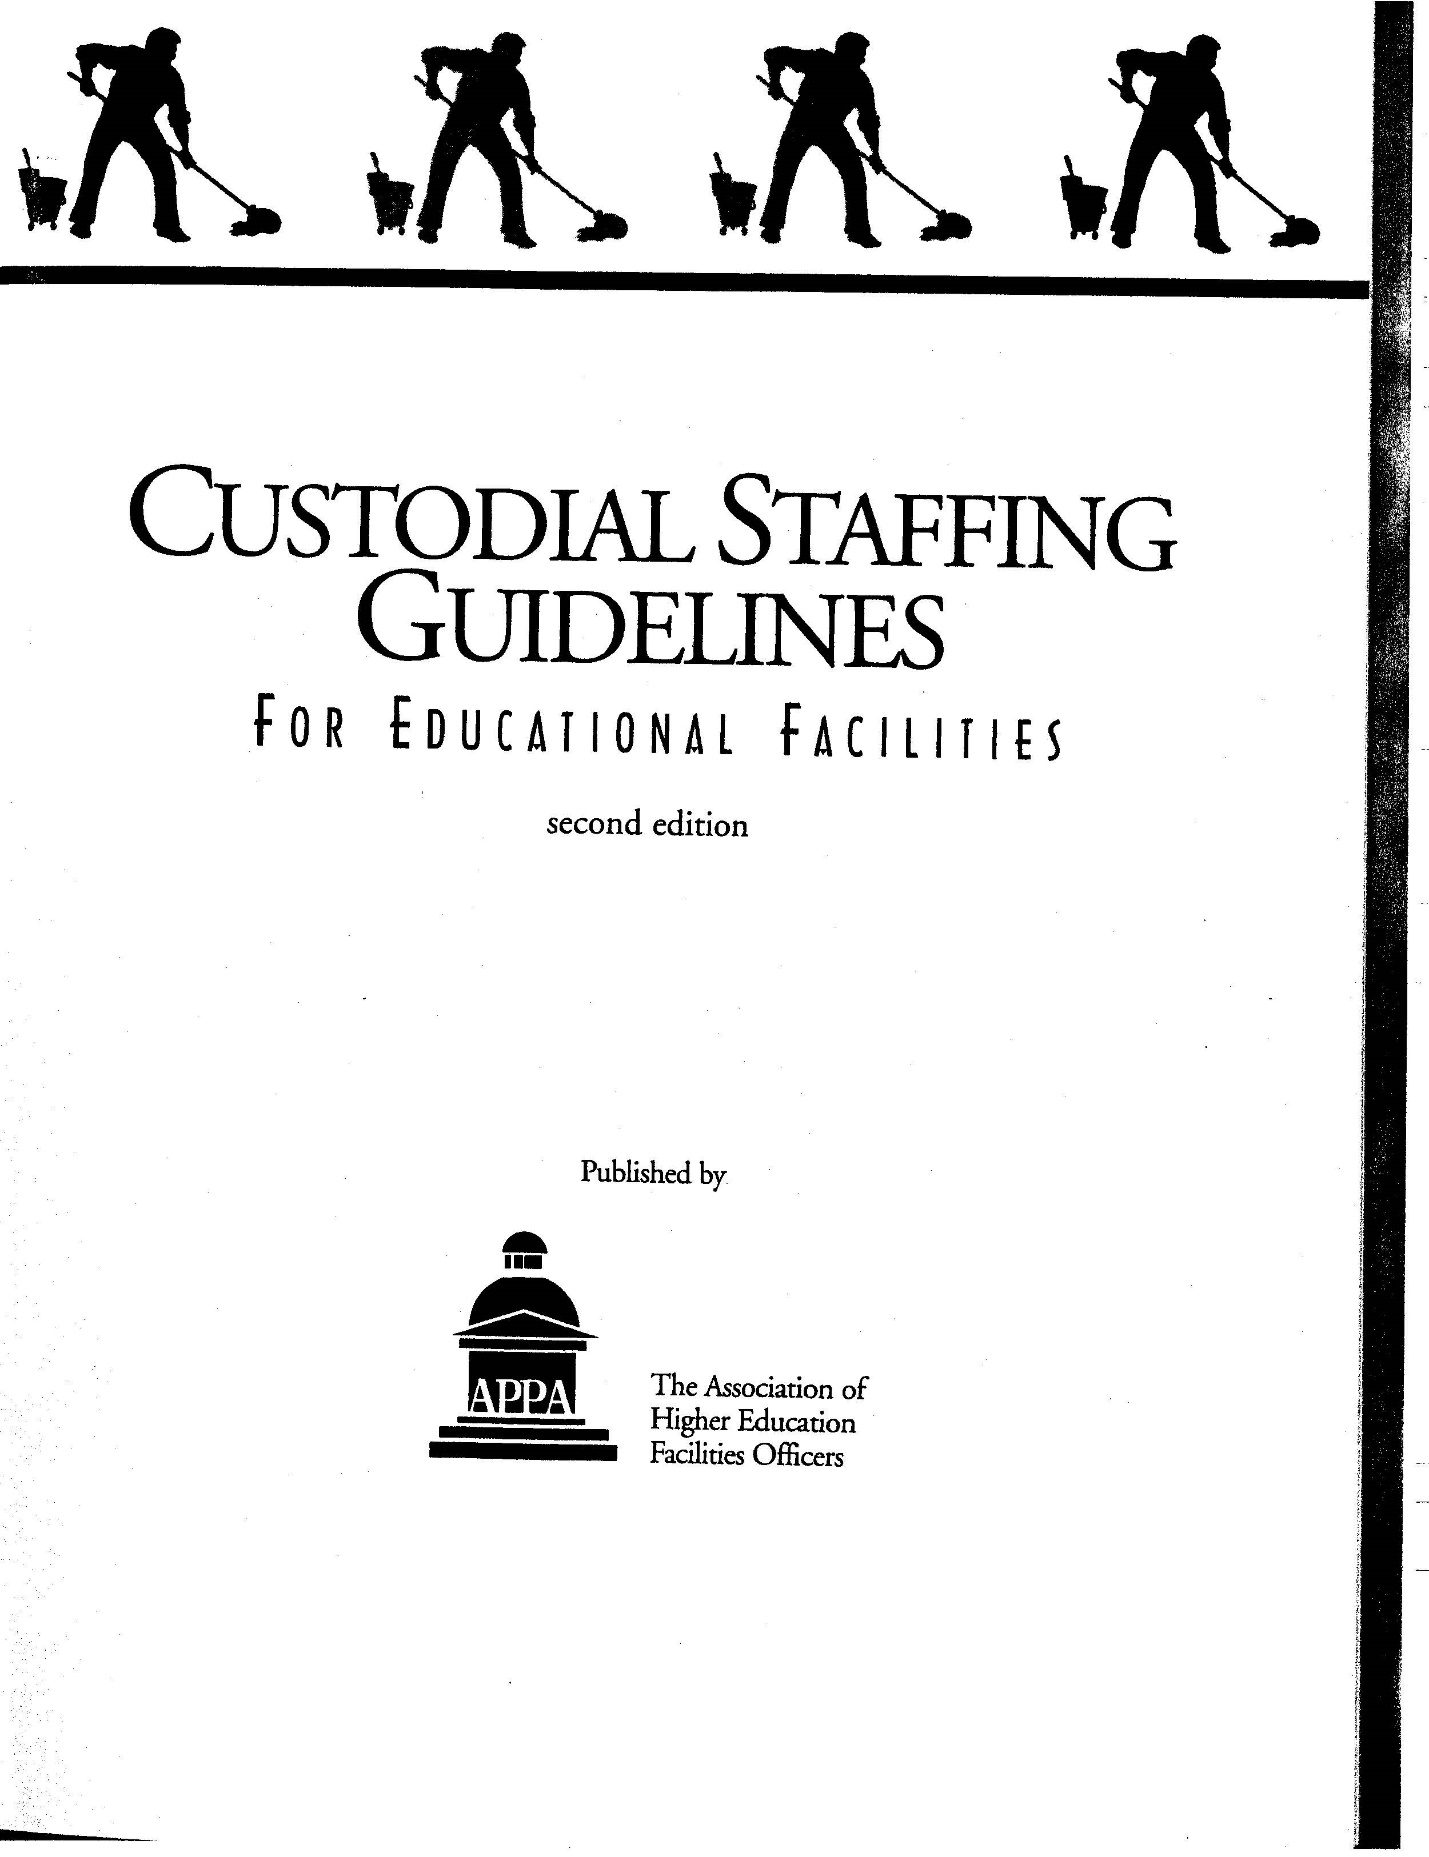 CUSTODIAL STAFFING
GUIDELINES
FOR EDUCATIONAL FACILITIES
second edition
Published by
APPA
The Association of
Higher Education
Facilities Officers